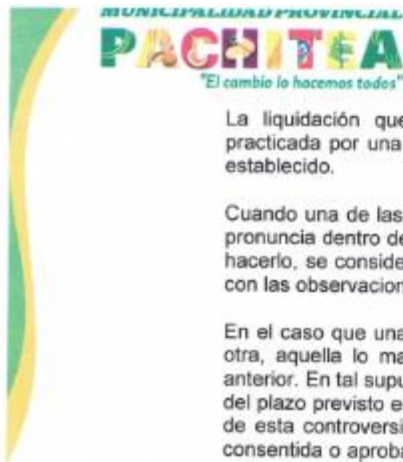 MUNICIPALIDAD PROVINCIAL
PACHITEA
"El cambio lo hacemos todos"
La liquidación que
practicada por una
establecido.
Cuando una de las
pronuncia dentro de
hacerlo, se conside
con las observacion
En el caso que una
otra, aquella lo ma
anterior. En tal supu
del plazo previsto e
de esta controversi
consentida o aproba